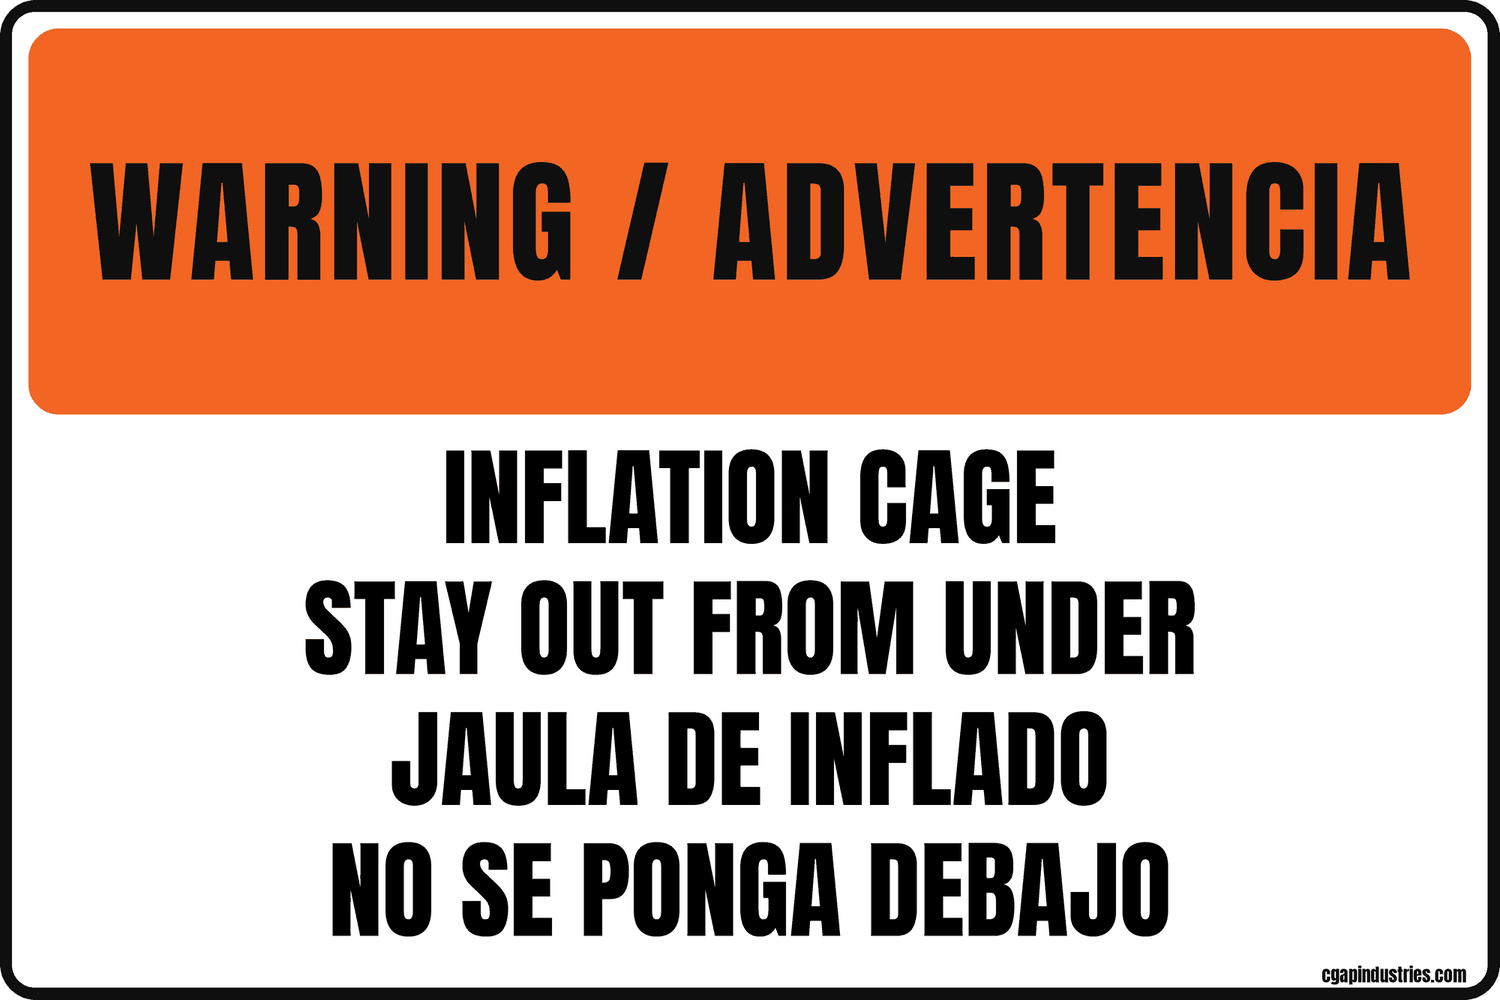 WARNING / ADVERTENCIA
INFLATION CAGE
STAY OUT FROM UNDER
JAULA DE INFLADO
NO SE PONGA DEBAJO
cgapindustries.com